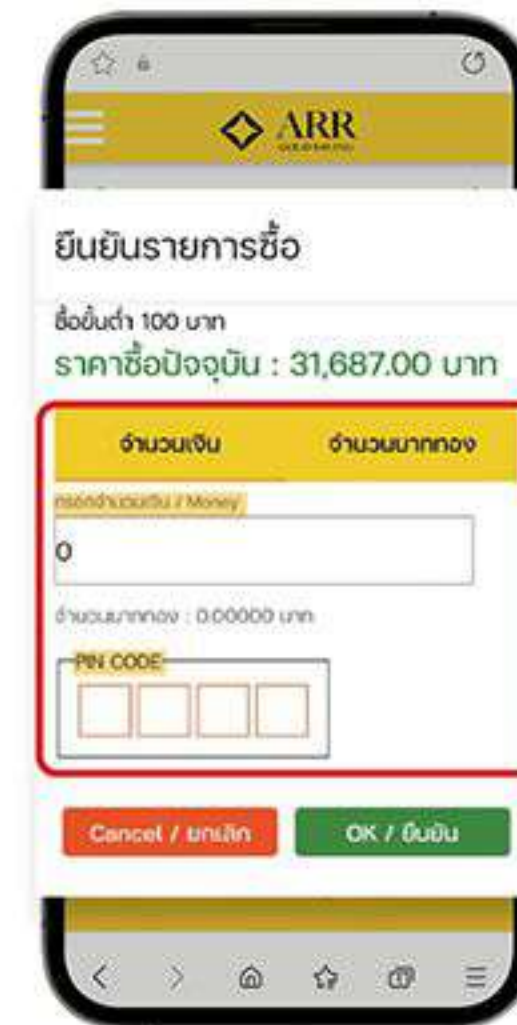 ARR
ยืนยันรายการซื้อ
ซื้อขั้นต่ำ 100 บาท
ราคาซื้อปัจจุบัน : 31,687.00 บาท
จำนวนเงิน จำนวนบาททอง
กรอกจำนวนเงิน / Money
0
จำนวนบาททอง : 0.00000 บาท
PIN CODE
Cancel / ยกเลิก OK / ยืนยัน